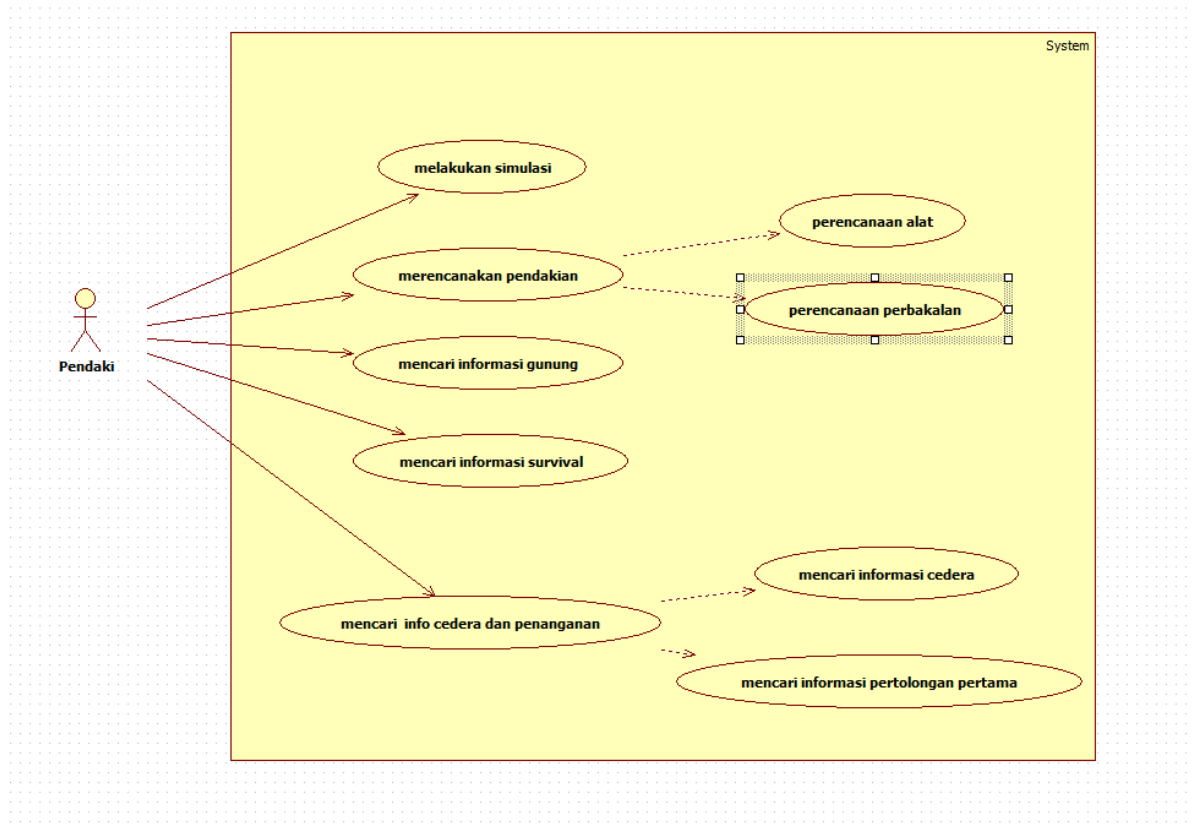 System
melakukan simulasi
perencanaan alat
merencanakan pendakian
perencanaan perbakalan
Pendaki
mencari informasi gunung
mencari informasi survival
mencari informasi cedera
mencari  info cedera dan penanganan
mencari informasi pertolongan pertama